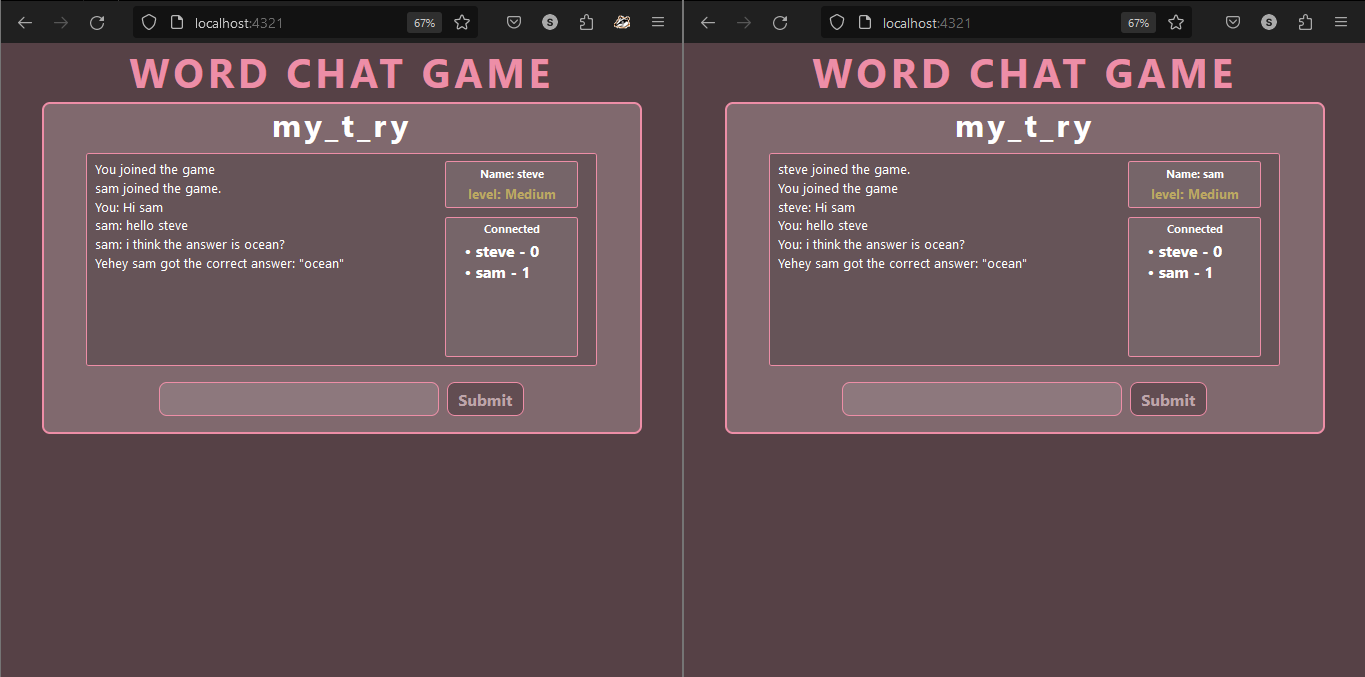 localhost:4321
67%
S
WORD CHAT GAME
my_t_ry
You joined the game
sam joined the game.
You: Hi sam
sam: hello steve
sam: i think the answer is ocean?
Yehey sam got the correct answer: "ocean"
Name: steve
level: Medium
Connected
• steve - 0
• sam - 1
Submit
localhost:4321
67%
S
WORD CHAT GAME
my_t_ry
steve joined the game.
You joined the game
steve: Hi sam
You: hello steve
You: i think the answer is ocean?
Yehey sam got the correct answer: "ocean"
Name: sam
level: Medium
Connected
• steve - 0
• sam - 1
Submit